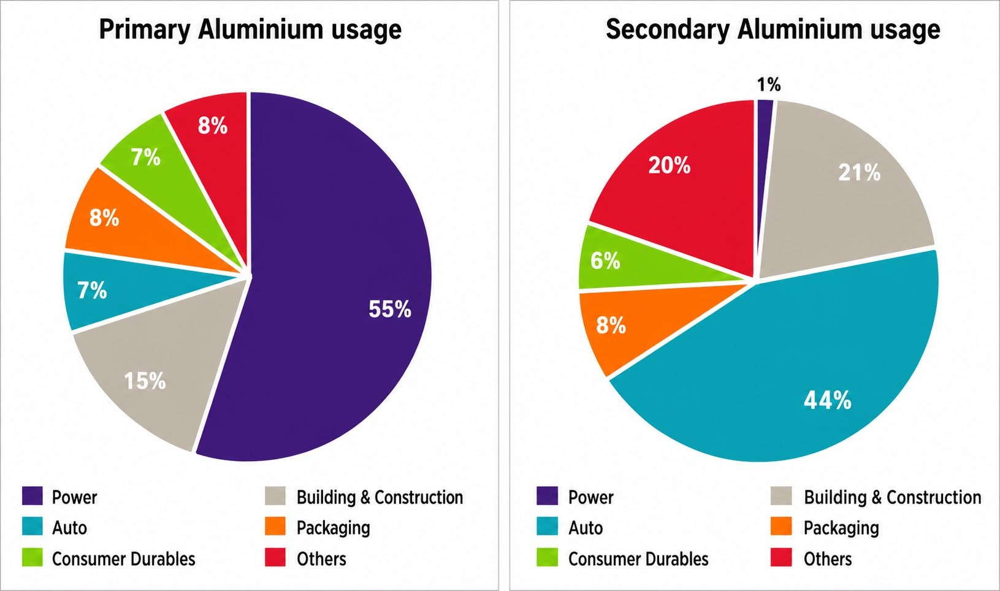 Primary Aluminium usage
8%
7%
8%
7%
15%
55%
Power
Building & Construction
Auto
Packaging
Consumer Durables
Others
Secondary Aluminium usage
1%
20%
21%
6%
8%
44%
Power
Building & Construction
Auto
Packaging
Consumer Durables
Others